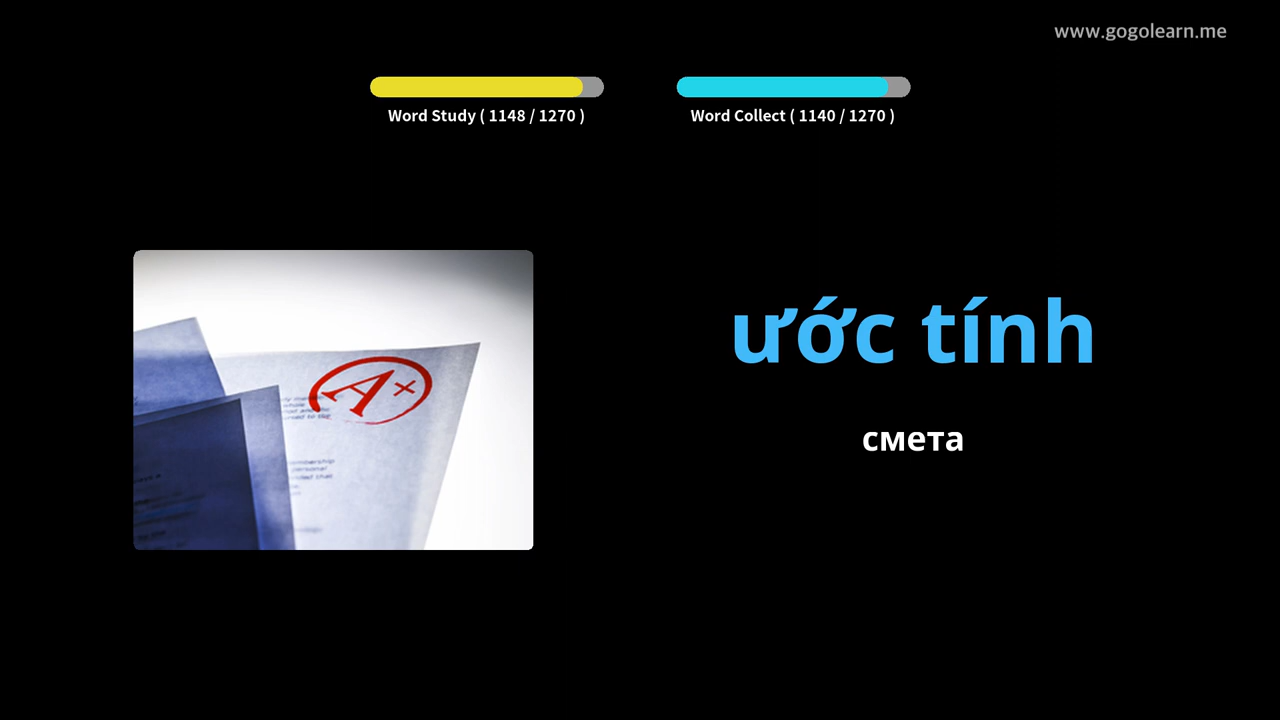 www.gogolearn.me
Word Study ( 1148 / 1270 )
Word Collect ( 1140 / 1270 )
A+
ước tính
смета